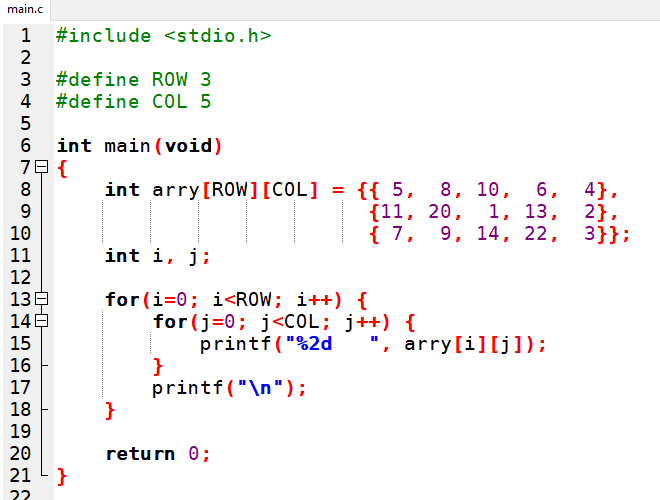 main.c
1 #include <stdio.h>
2
3 #define ROW 3
4 #define COL 5
5
6 int main(void)
7 {
8     int arry[ROW][COL] = {{ 5,  8, 10,  6,  4},
9                           {11, 20,  1, 13,  2},
10                           { 7,  9, 14, 22,  3}};
11     int i, j;
12
13     for(i=0; i<ROW; i++) {
14         for(j=0; j<COL; j++) {
15             printf("%2d   ", arry[i][j]);
16         }
17         printf("\n");
18     }
19
20     return 0;
21 }
22